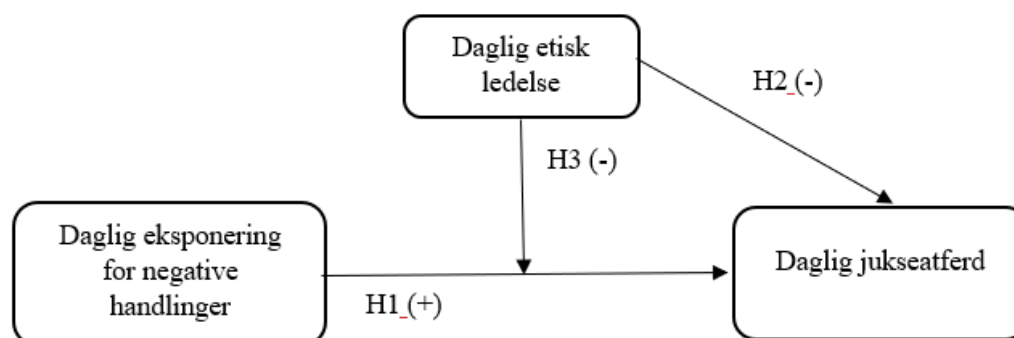 Daglig etisk
ledelse
H2 (-)
H3 (-)
Daglig eksponering
for negative
handlinger
H1 (+)
Daglig jukseatferd